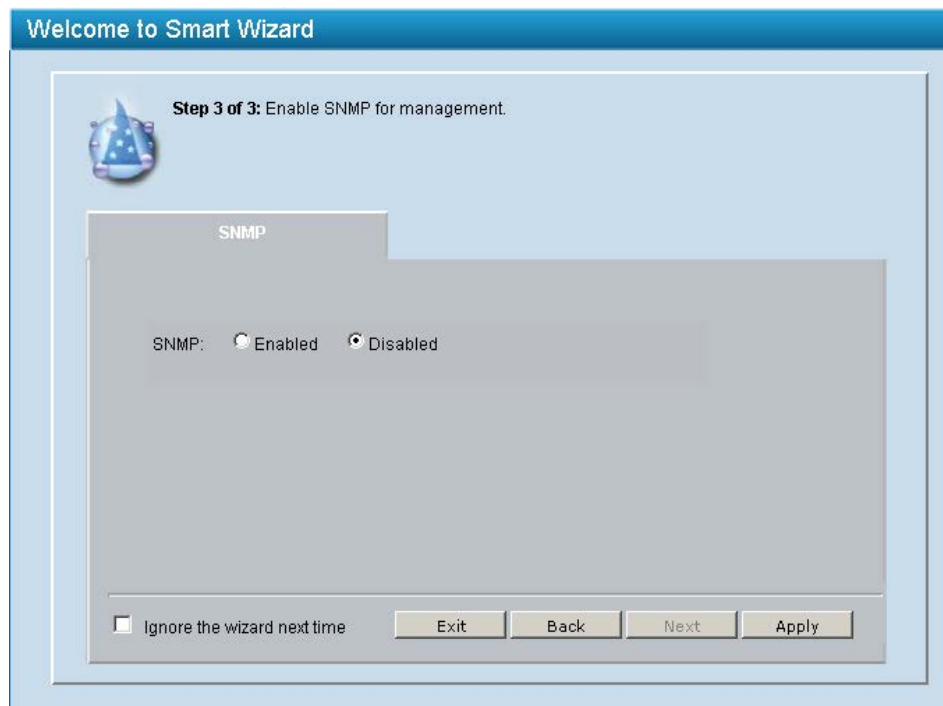 Welcome to Smart Wizard
Step 3 of 3: Enable SNMP for management.
SNMP
SNMP: Enabled Disabled
Ignore the wizard next time Exit Back Next Apply